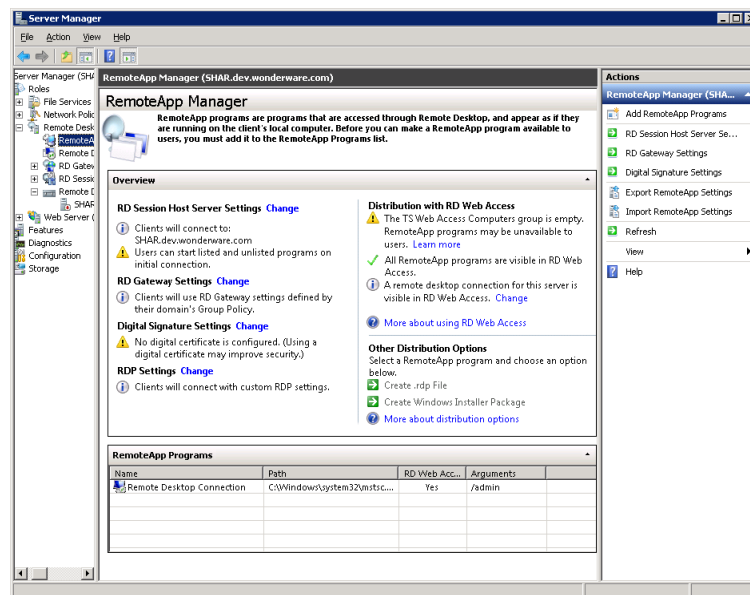 Server Manager
File Action View Help
Server Manager (SHA
Roles
File Services
Network Polic
Remote Desk
RemoteA
Remote D
RD Gatew
RD Sessic
Remote D
SHAR
Web Server (
Features
Diagnostics
Configuration
Storage
RemoteApp Manager (SHAR.dev.wonderware.com)
RemoteApp Manager
RemoteApp programs are programs that are accessed through Remote Desktop, and appear as if they
are running on the client's local computer. Before you can make a RemoteApp program available to
users, you must add it to the RemoteApp Programs list.
Overview
RD Session Host Server Settings Change
Clients will connect to:
SHAR.dev.wonderware.com
Users can start listed and unlisted programs on
initial connection.
RD Gateway Settings Change
Clients will use RD Gateway settings defined by
their domain's Group Policy.
Digital Signature Settings Change
No digital certificate is configured. (Using a
digital certificate may improve security.)
RDP Settings Change
Clients will connect with custom RDP settings.
Distribution with RD Web Access
The TS Web Access Computers group is empty.
RemoteApp programs may be unavailable to
users. Learn more
All RemoteApp programs are visible in RD Web
Access.
A remote desktop connection for this server is
visible in RD Web Access. Change
More about using RD Web Access
Other Distribution Options
Select a RemoteApp program and choose an option
below.
Create .rdp File
Create Windows Installer Package
More about distribution options
RemoteApp Programs
Name Path RD Web Acc... Arguments
Remote Desktop Connection C:\Windows\system32\mstsc.... Yes /admin
Actions
RemoteApp Manager (SHA...
Add RemoteApp Programs
RD Session Host Server Se...
RD Gateway Settings
Digital Signature Settings
Export RemoteApp Settings
Import RemoteApp Settings
Refresh
View
Help